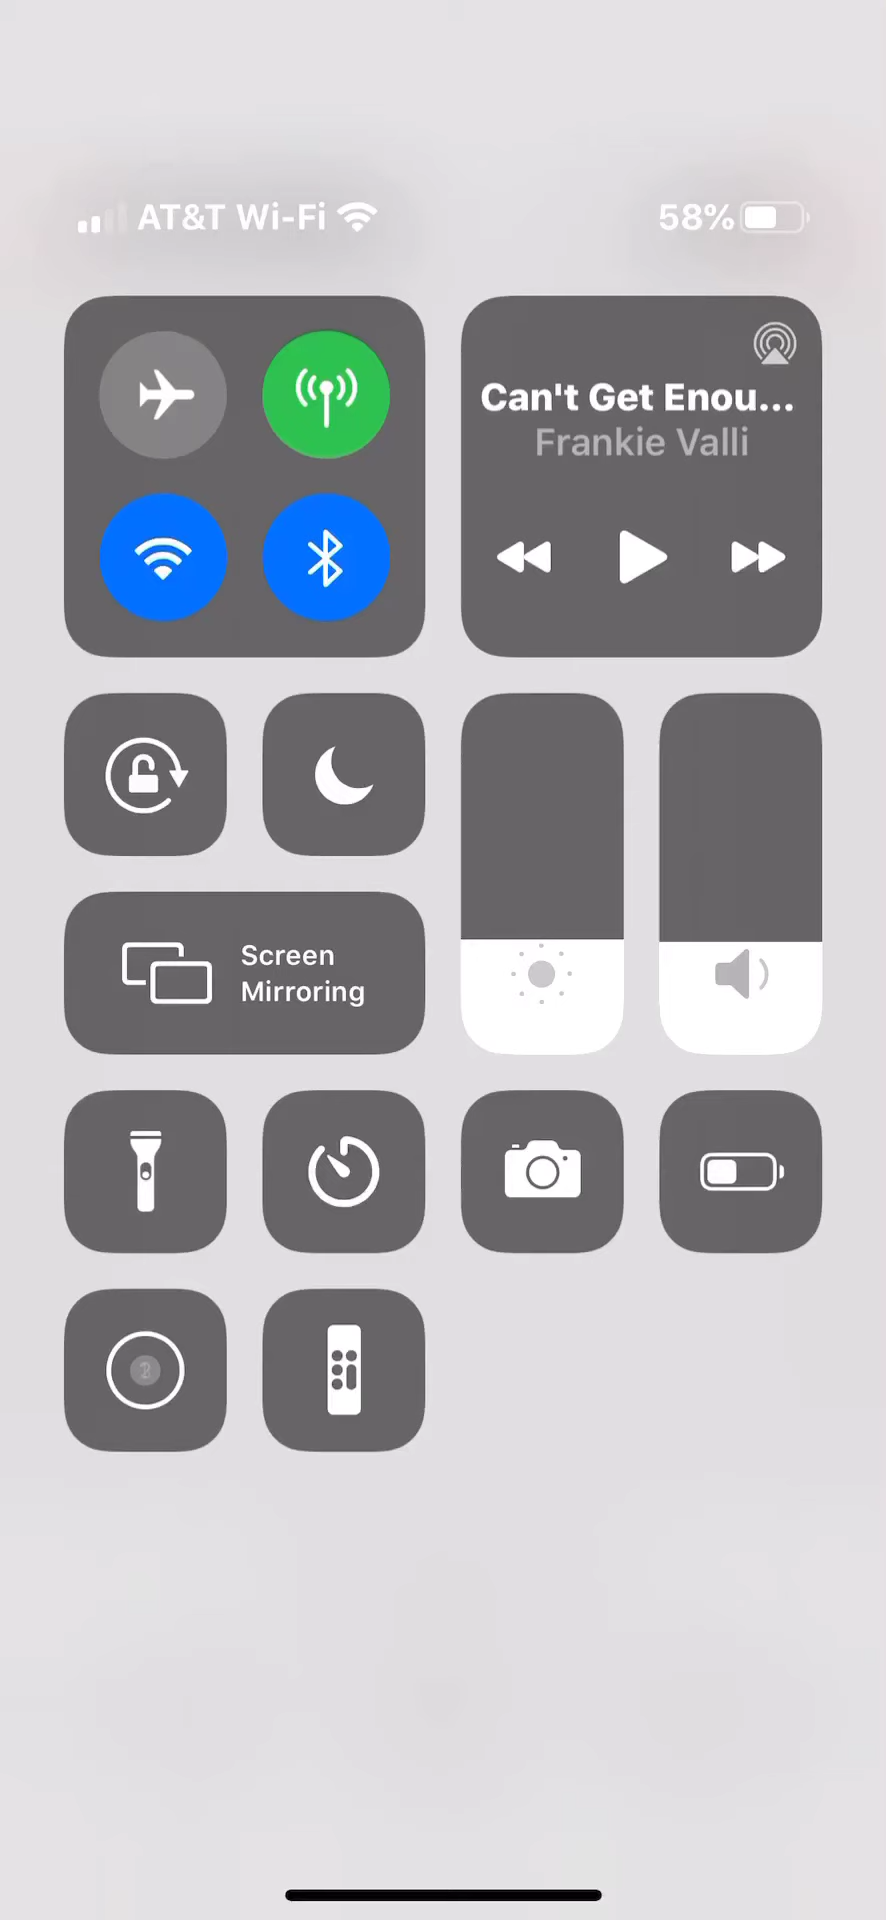 AT&T Wi-Fi
58%
Can't Get Enou...
Frankie Valli
Screen
Mirroring